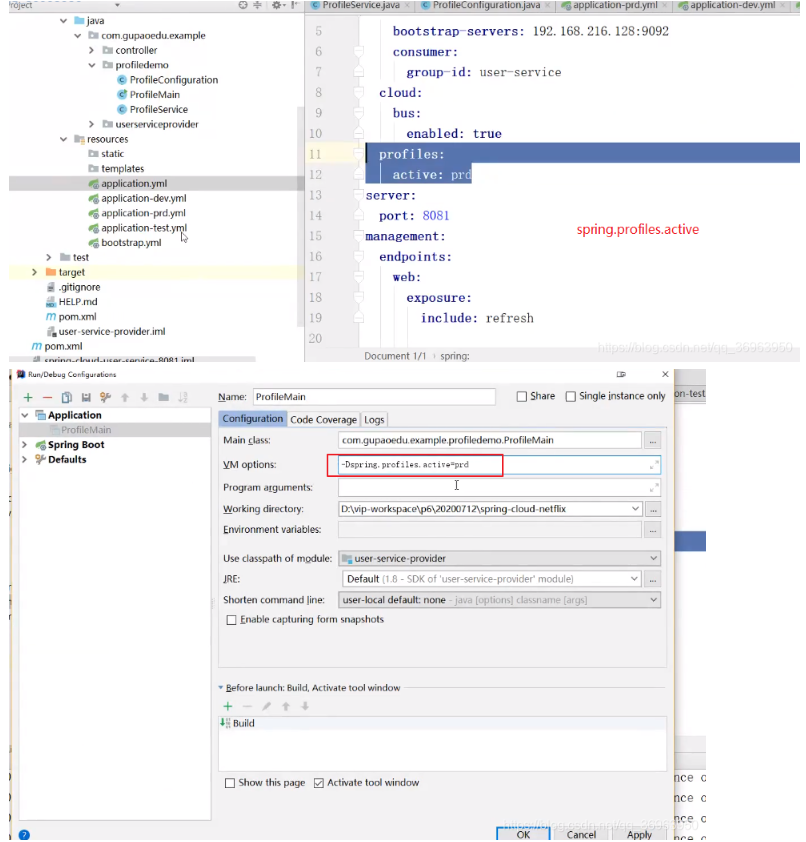 Project
ProfileService.java
ProfileConfiguration.java
application-prd.yml
application-dev.yml
java
com.gupaoedu.example
controller
profiledemo
ProfileConfiguration
ProfileMain
ProfileService
userserviceprovider
resources
static
templates
application.yml
application-dev.yml
application-prd.yml
application-test.yml
bootstrap.yml
test
target
.gitignore
HELP.md
pom.xml
user-service-provider.iml
pom.xml
spring-cloud-user-service-8081.iml
5 bootstrap-servers: 192.168.216.128:9092
6 consumer:
7 group-id: user-service
8 cloud:
9 bus:
10 enabled: true
11 profiles:
12 active: prd
13 server:
14 port: 8081
15 management:
16 endpoints:
17 web:
18 exposure:
19 include: refresh
20
spring.profiles.active
Document 1/1 › spring:
Run/Debug Configurations
Application
ProfileMain
Spring Boot
Defaults
Name: ProfileMain
Share
Single instance only
Configuration Code Coverage Logs
Main class: com.gupaoedu.example.profiledemo.ProfileMain ...
VM options: -Dspring.profiles.active=prd
Program arguments:
Working directory: D:\vip-workspace\p6\20200712\spring-cloud-netflix ...
Environment variables: ...
Use classpath of module: user-service-provider
JRE: Default (1.8 - SDK of 'user-service-provider' module) ...
Shorten command line: user-local default: none - java [options] classname [args]
Enable capturing form snapshots
Before launch: Build, Activate tool window
Build
Show this page
Activate tool window
OK Cancel Apply
on-test
nce c
nce c
nce c